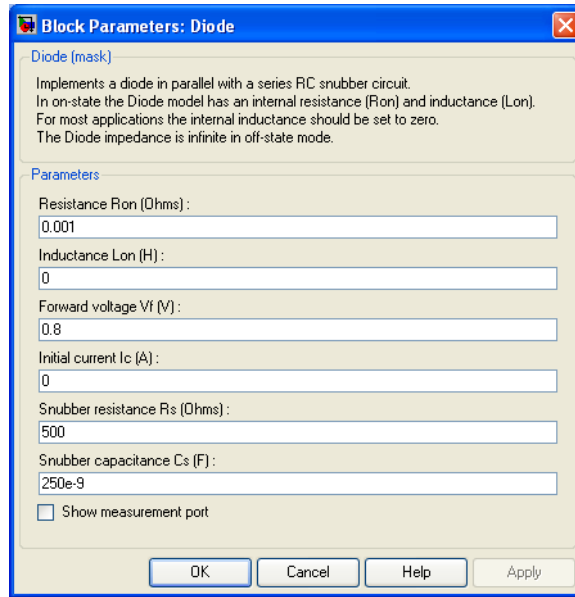 Block Parameters: Diode
Diode (mask)
Implements a diode in parallel with a series RC snubber circuit.
In on-state the Diode model has an internal resistance (Ron) and inductance (Lon).
For most applications the internal inductance should be set to zero.
The Diode impedance is infinite in off-state mode.
Parameters
Resistance Ron (Ohms) :
0.001
Inductance Lon (H) :
0
Forward voltage Vf (V) :
0.8
Initial current Ic (A) :
0
Snubber resistance Rs (Ohms) :
500
Snubber capacitance Cs (F) :
250e-9
Show measurement port
OK Cancel Help Apply